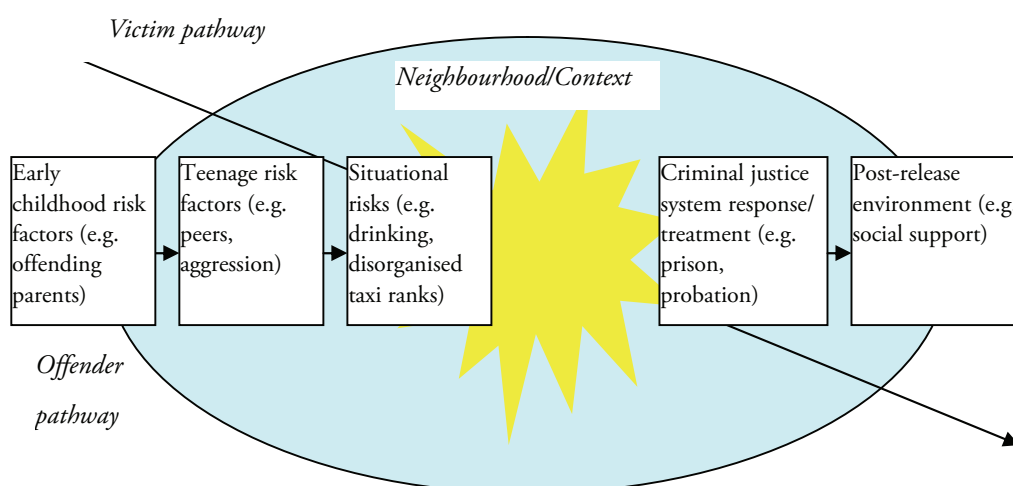 Victim pathway
Neighbourhood/Context
Early
childhood risk
factors (e.g.
offending
parents)
Teenage risk
factors (e.g.
peers,
aggression)
Situational
risks (e.g.
drinking,
disorganised
taxi ranks)
Criminal justice
system response/
treatment (e.g.
prison,
probation)
Post-release
environment (e.g
social support)
Offender
pathway